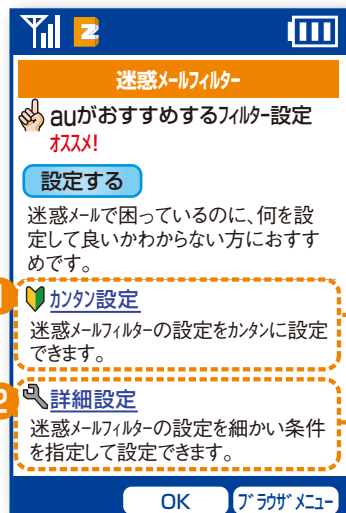 Z
迷惑メールフィルター
auがおすすめするフィルター設定
オススメ!
設定する
迷惑メールで困っているのに、何を設
定して良いかわからない方におすす
めです。
カンタン設定
迷惑メールフィルターの設定をカンタンに設定
できます。
2
詳細設定
迷惑メールフィルターの設定を細かい条件
を指定して設定できます。
OK
ブラウザメニュー